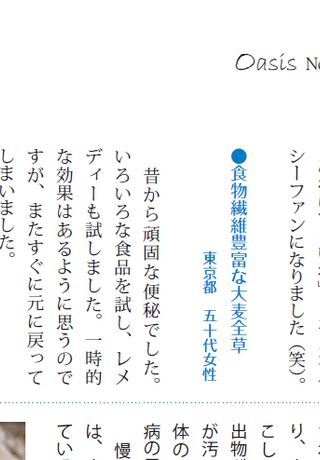 Oasis
シーファンになりました(笑)。
●食物繊維豊富な大麦全草
東京都 五十代女性
昔から頑固な便秘でした。
いろいろな食品を試し、レメ
ディーも試しました。一時的
な効果はあるように思うので
すが、またすぐに元に戻って
しまいました。
り、
こし
出物
が汚
体の
病の
慢
は、
てい